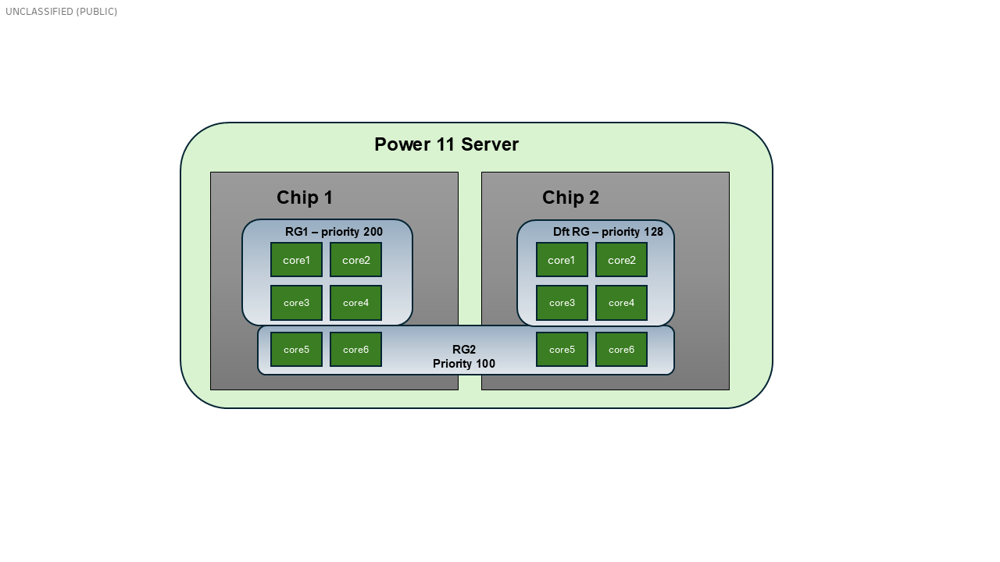 UNCLASSIFIED (PUBLIC)
Power 11 Server
Chip 1
RG1 – priority 200
core1
core2
core3
core4
core5
core6
Chip 2
Dft RG – priority 128
core1
core2
core3
core4
core5
core6
RG2
Priority 100